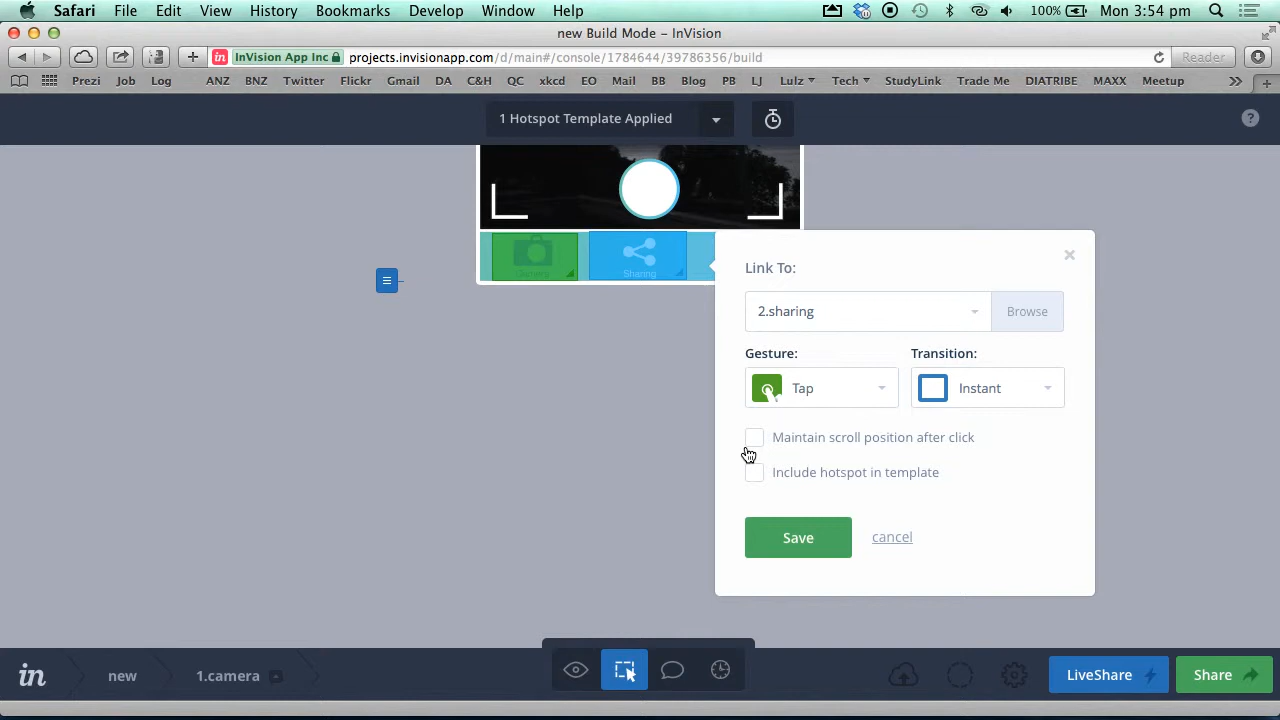 Safari File Edit View History Bookmarks Develop Window Help 100% Mon 3:54 pm
new Build Mode – InVision
in InVision App Inc projects.invisionapp.com/d/main#/console/1784644/39786356/build Reader
Prezi Job Log ANZ BNZ Twitter Flickr Gmail DA C&H QC xkcd EO Mail BB Blog PB LJ Lulz Tech StudyLink Trade Me DIATRIBE MAXX Meetup
1 Hotspot Template Applied
?
Camera Sharing
Link To:
2.sharing Browse
Gesture: Transition:
Tap Instant
Maintain scroll position after click
Include hotspot in template
Save cancel
in new 1.camera LiveShare Share